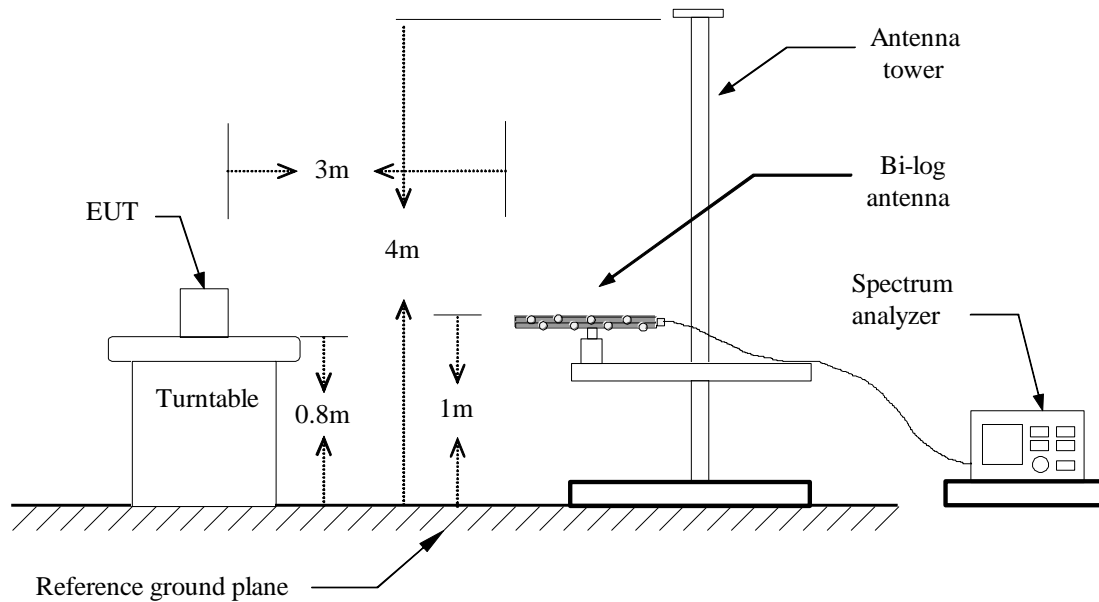 Antenna
tower
3m
Bi-log
antenna
EUT
4m
Spectrum
analyzer
Turntable
0.8m
1m
Reference ground plane